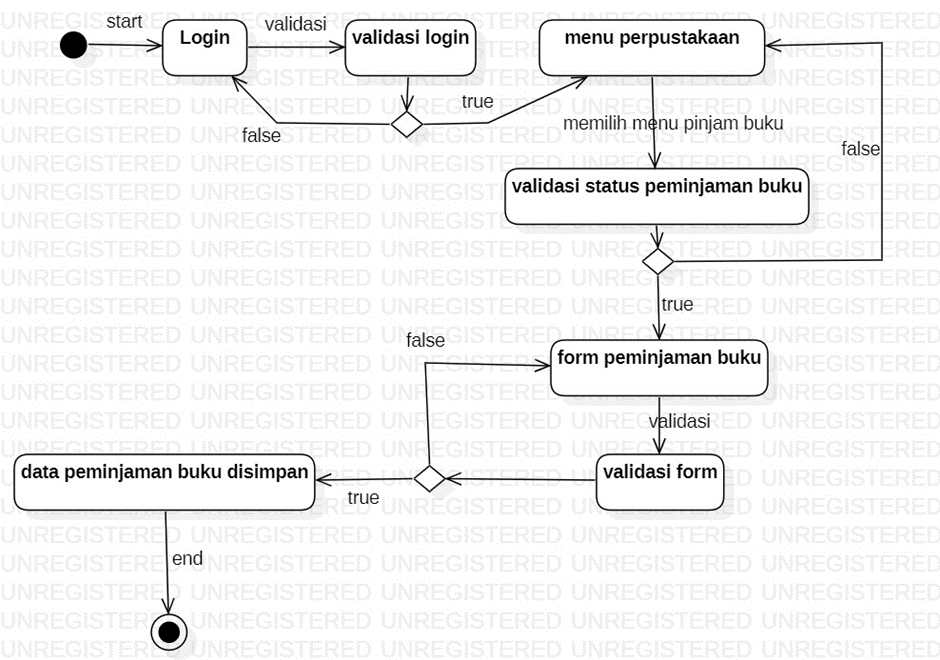 start
Login
validasi
validasi login
menu perpustakaan
false
true
memilih menu pinjam buku
false
validasi status peminjaman buku
true
false
form peminjaman buku
validasi
data peminjaman buku disimpan
true
validasi form
end
UNREGISTERED